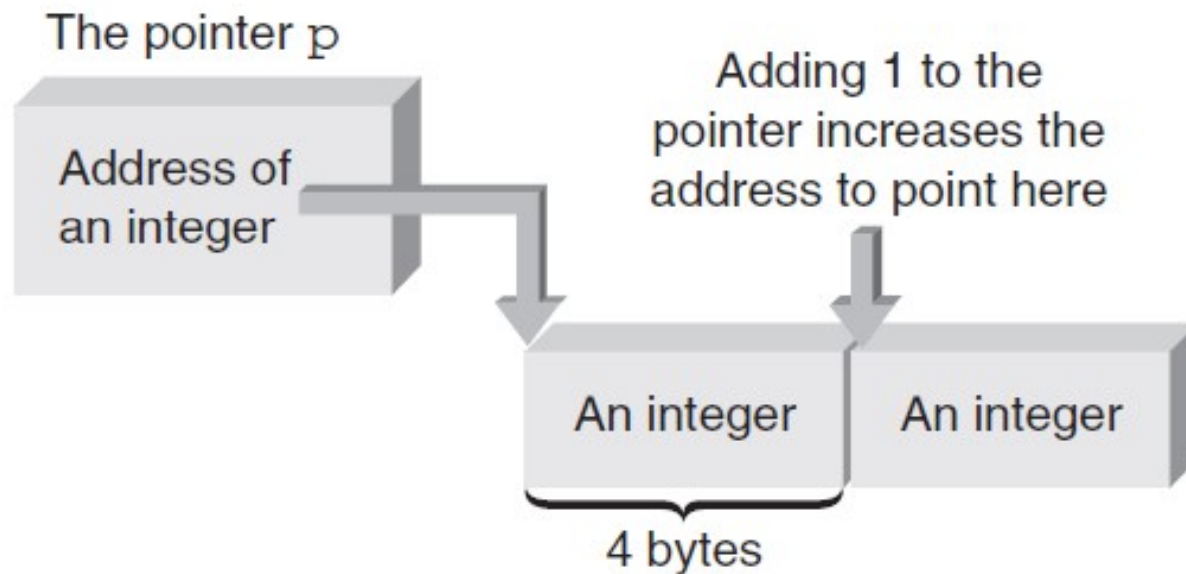 The pointer p
Address of
an integer
Adding 1 to the
pointer increases the
address to point here
An integer
An integer
4 bytes